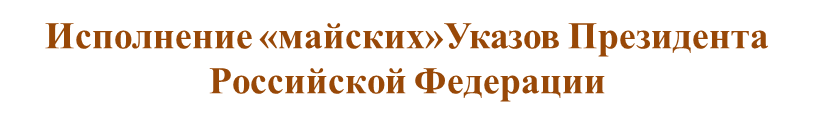 Исполнение «майских»Указов Президента
Российской Федерации